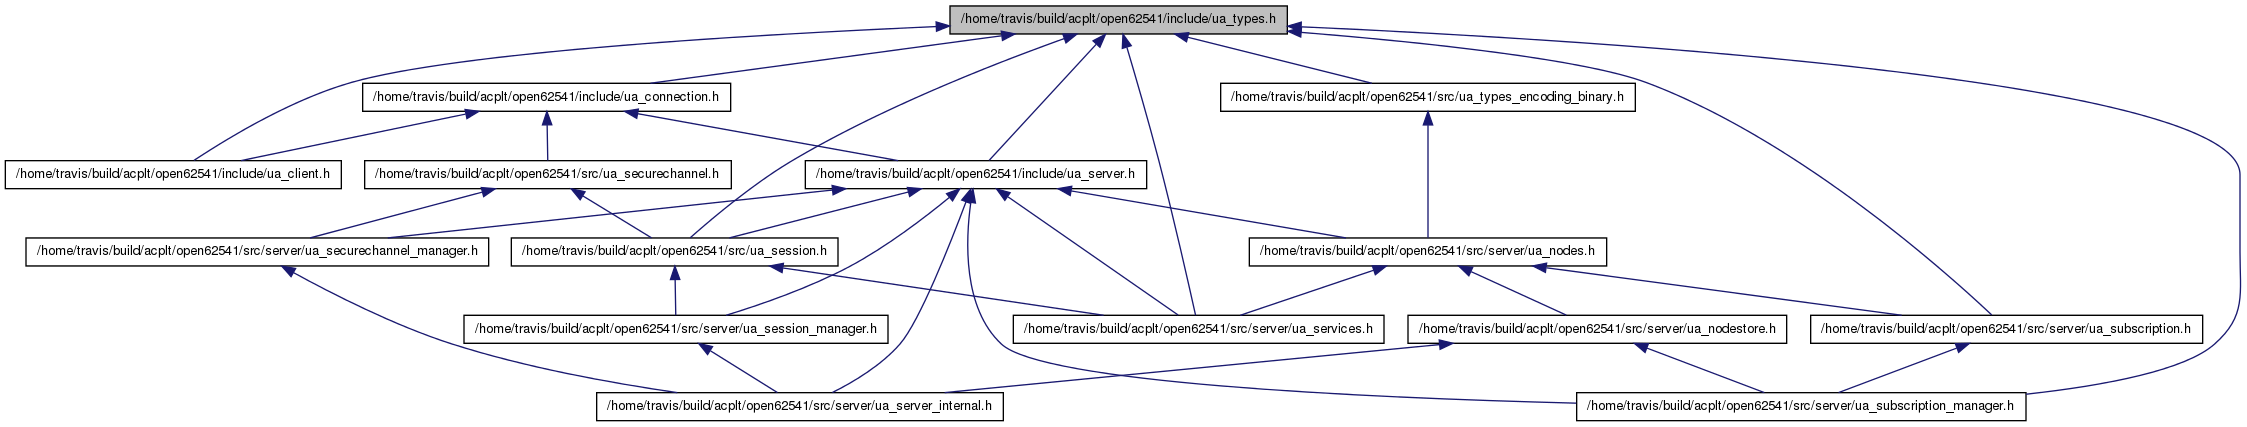 /home/travis/build/acplt/open62541/include/ua_types.h
/home/travis/build/acplt/open62541/include/ua_connection.h
/home/travis/build/acplt/open62541/src/ua_types_encoding_binary.h
/home/travis/build/acplt/open62541/include/ua_client.h
/home/travis/build/acplt/open62541/src/ua_securechannel.h
/home/travis/build/acplt/open62541/include/ua_server.h
/home/travis/build/acplt/open62541/src/server/ua_securechannel_manager.h
/home/travis/build/acplt/open62541/src/ua_session.h
/home/travis/build/acplt/open62541/src/server/ua_nodes.h
/home/travis/build/acplt/open62541/src/server/ua_session_manager.h
/home/travis/build/acplt/open62541/src/server/ua_services.h
/home/travis/build/acplt/open62541/src/server/ua_nodestore.h
/home/travis/build/acplt/open62541/src/server/ua_subscription.h
/home/travis/build/acplt/open62541/src/server/ua_server_internal.h
/home/travis/build/acplt/open62541/src/server/ua_subscription_manager.h